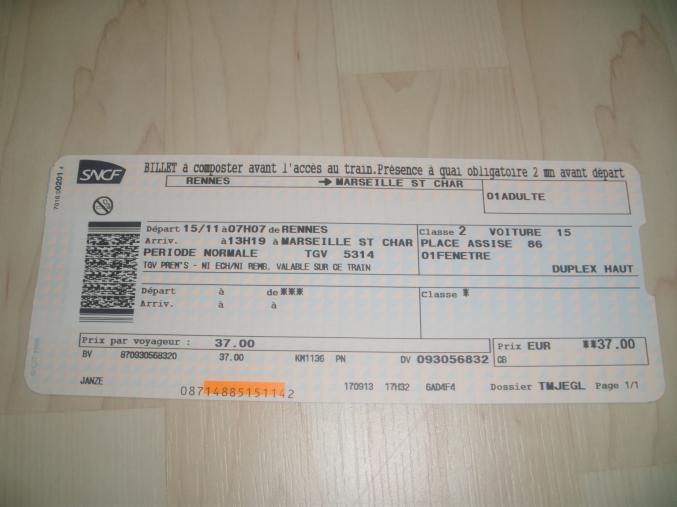 SNCF
BILLET à composter avant l'accès au train.Présence à quai obligatoire 2 mn avant départ
RENNES → MARSEILLE ST CHAR
01ADULTE
Départ 15/11 à 07H07 de RENNES
Arriv. à 13H19 à MARSEILLE ST CHAR
PERIODE NORMALE TGV 5314
TGV PREM'S - NI ECH/NI REMB. VALABLE SUR CE TRAIN
Classe 2 VOITURE 15
PLACE ASSISE 86
01FENETRE
DUPLEX HAUT
Départ à de ***
Arriv. à à
Classe *
Prix par voyageur : 37.00
Prix EUR **37.00
BV 870930568320 37.00 KM1136 PN DV 093056832 CB
JANZE
08714885151142
170913 17H32 6AD4F4 Dossier TMJEGL Page 1/1